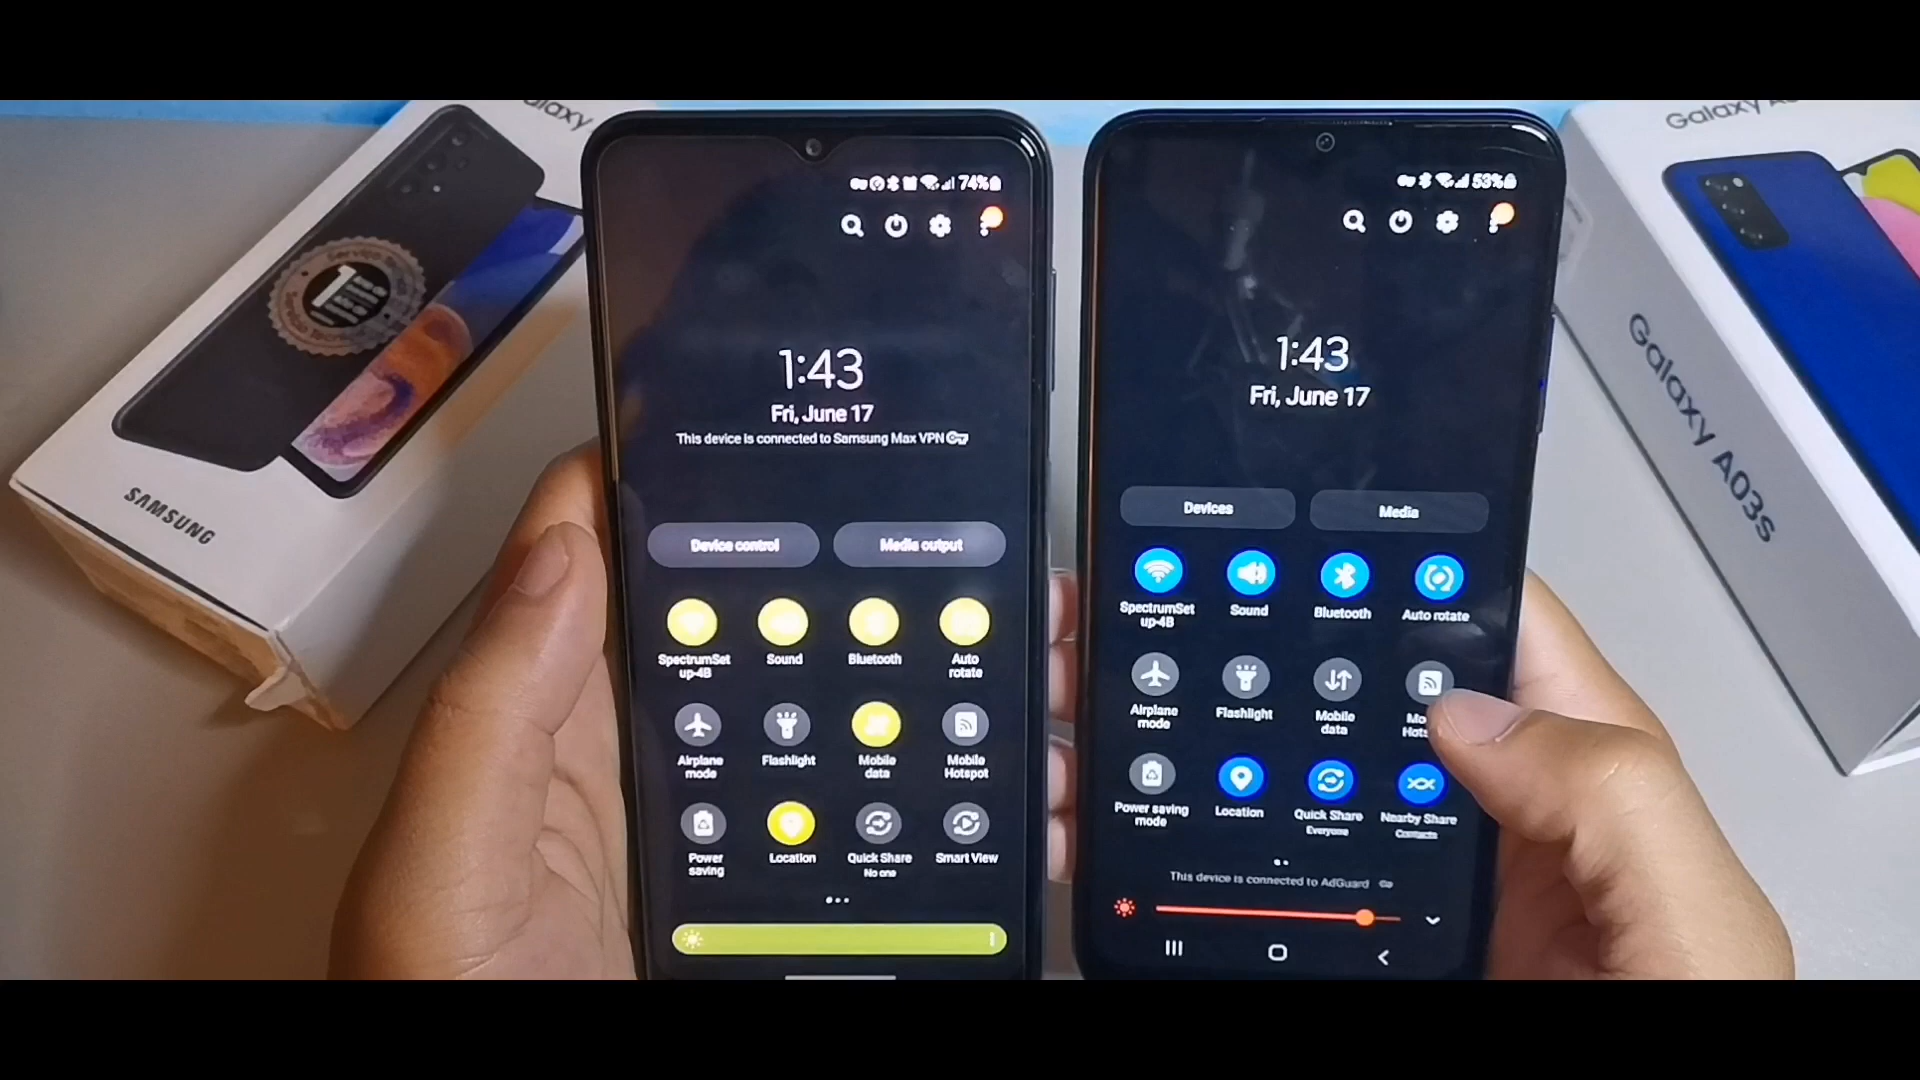 Galaxy
SAMSUNG
74%
1:43
Fri, June 17
This device is connected to Samsung Max VPN
Device control
Media output
SpectrumSet
up-4B
Sound
Bluetooth
Auto
rotate
Airplane
mode
Flashlight
Mobile
data
Mobile
Hotspot
Power
saving
Location
Quick Share
No one
Smart View
53%
1:43
Fri, June 17
Devices
Media
SpectrumSet
up-4B
Sound
Bluetooth
Auto rotate
Airplane
mode
Flashlight
Mobile
data
Power saving
mode
Location
Quick Share
Everyone
Nearby Share
Contacts
This device is connected to AdGuard
Galaxy
Galaxy A03s